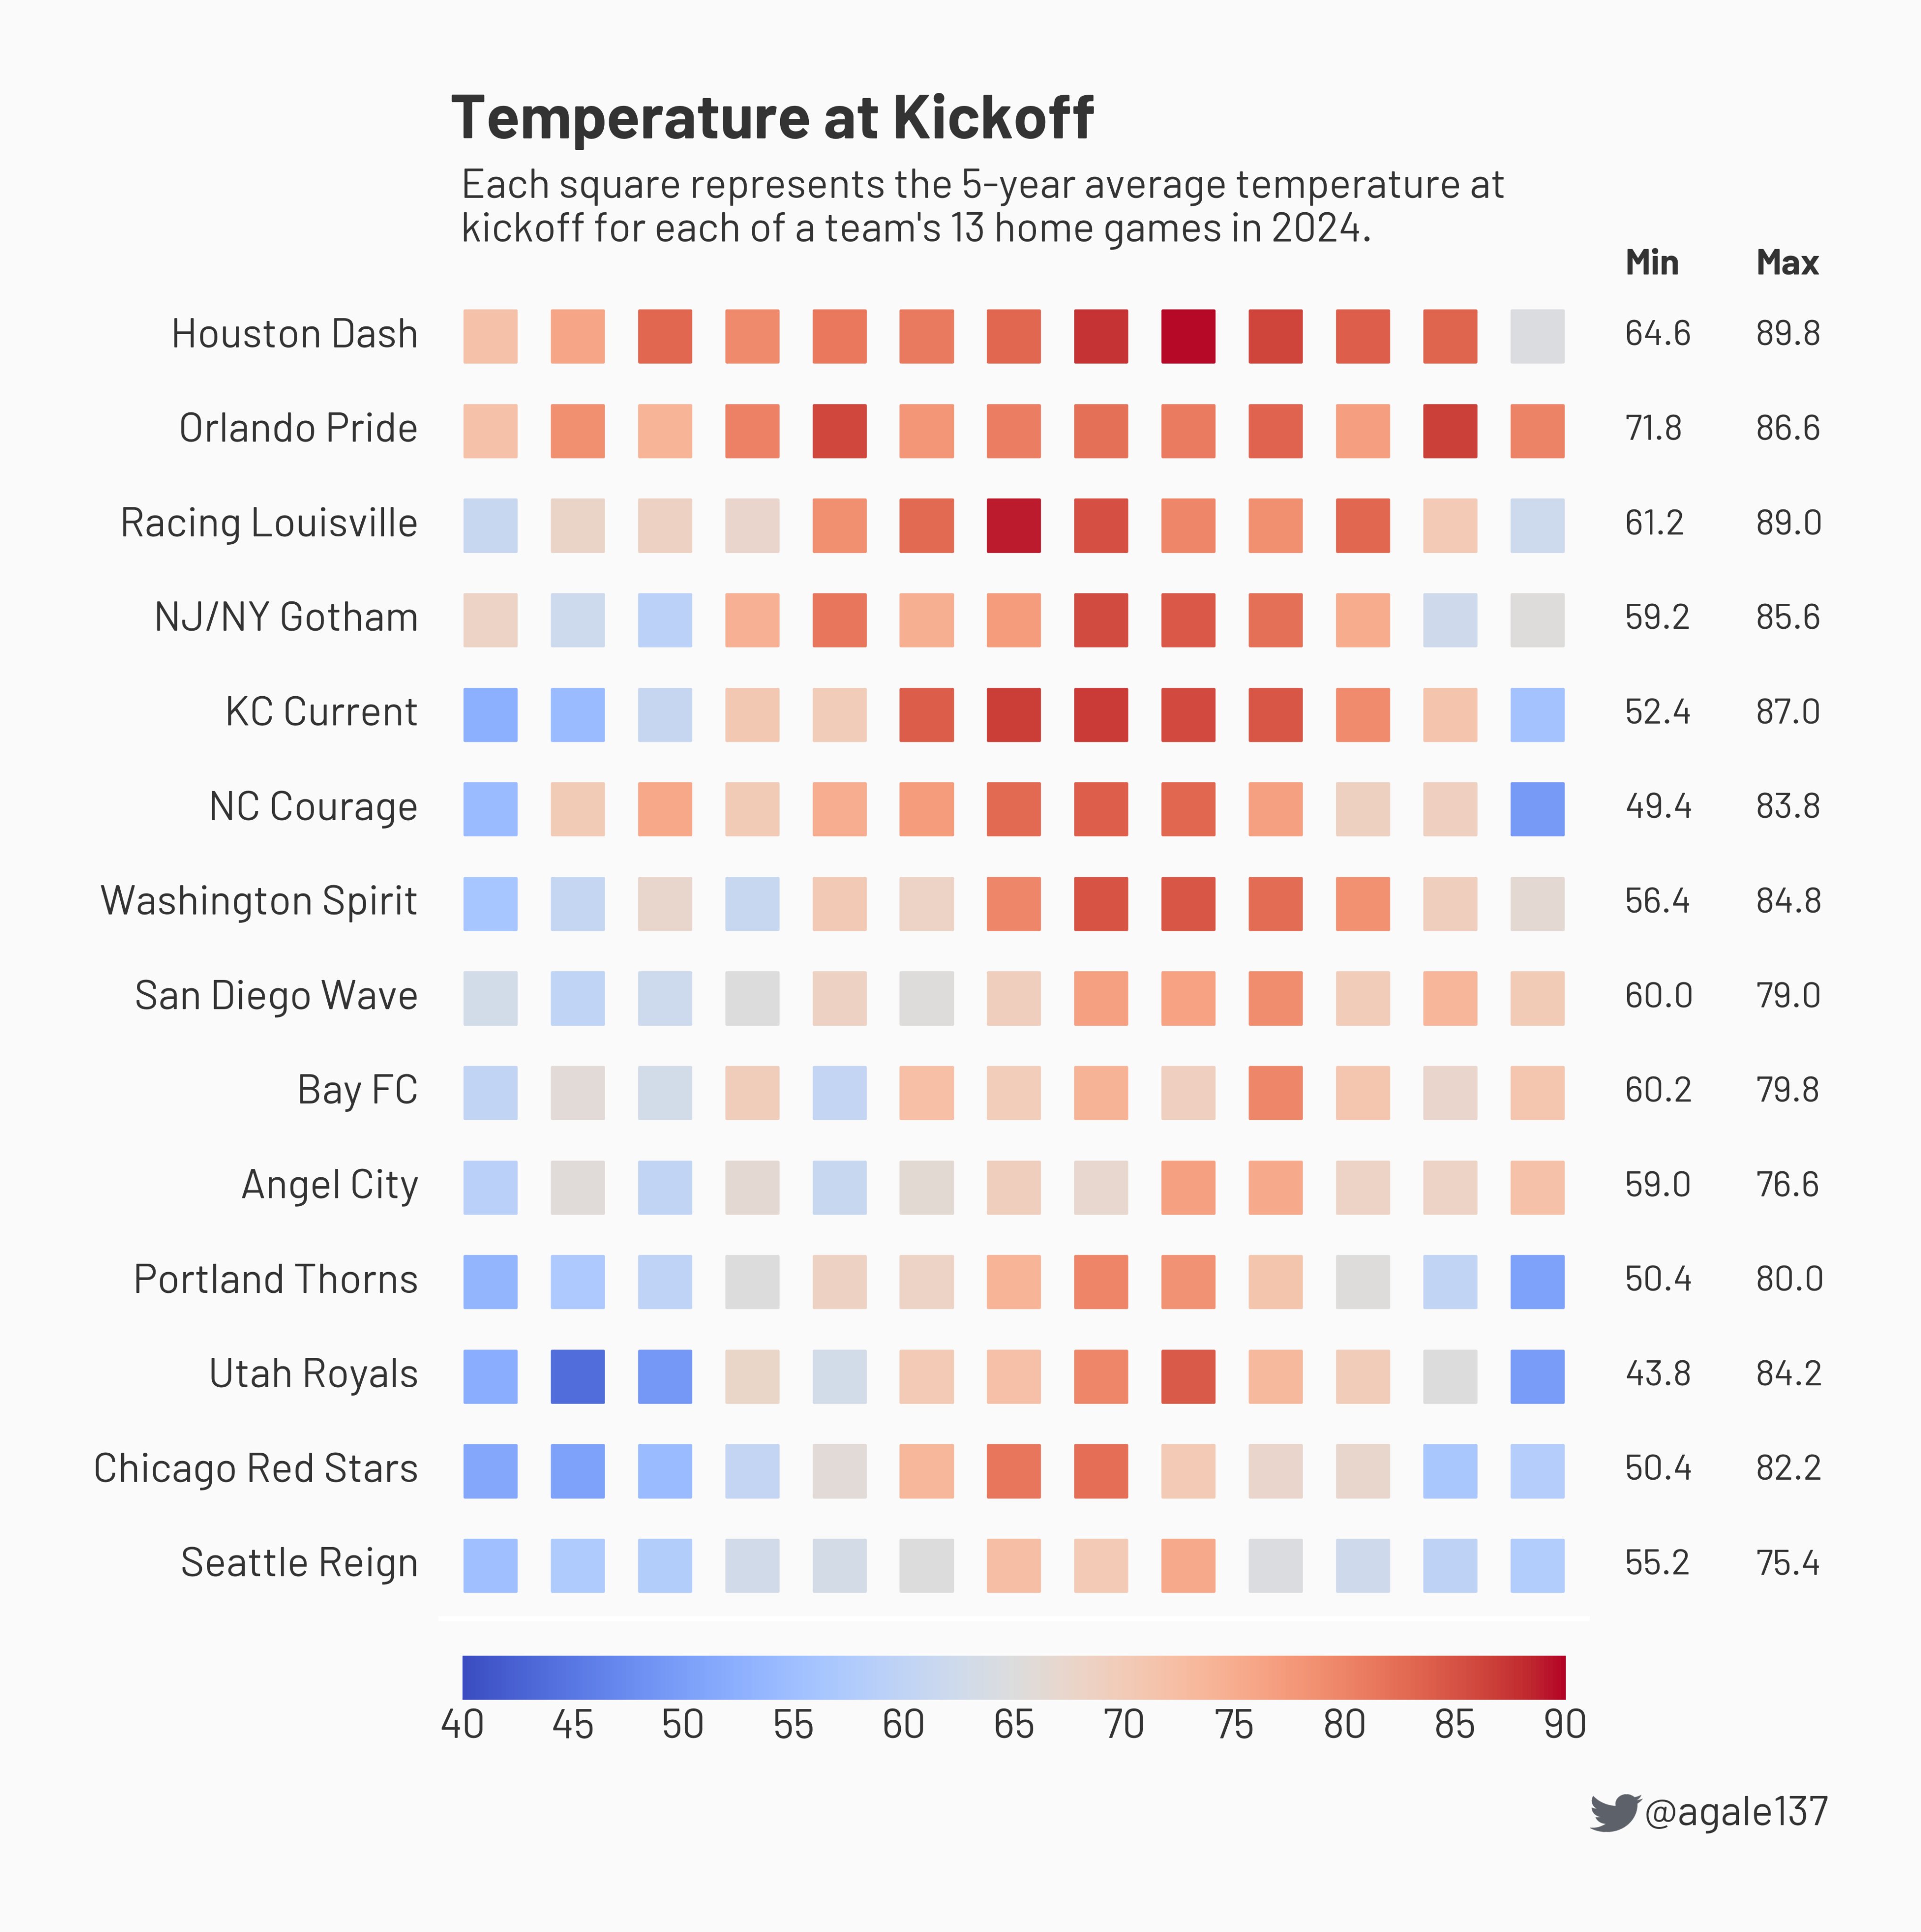 Temperature at Kickoff
Each square represents the 5-year average temperature at
kickoff for each of a team's 13 home games in 2024.
Min Max
Houston Dash 64.6 89.8
Orlando Pride 71.8 86.6
Racing Louisville 61.2 89.0
NJ/NY Gotham 59.2 85.6
KC Current 52.4 87.0
NC Courage 49.4 83.8
Washington Spirit 56.4 84.8
San Diego Wave 60.0 79.0
Bay FC 60.2 79.8
Angel City 59.0 76.6
Portland Thorns 50.4 80.0
Utah Royals 43.8 84.2
Chicago Red Stars 50.4 82.2
Seattle Reign 55.2 75.4
40 45 50 55 60 65 70 75 80 85 90
@agale137